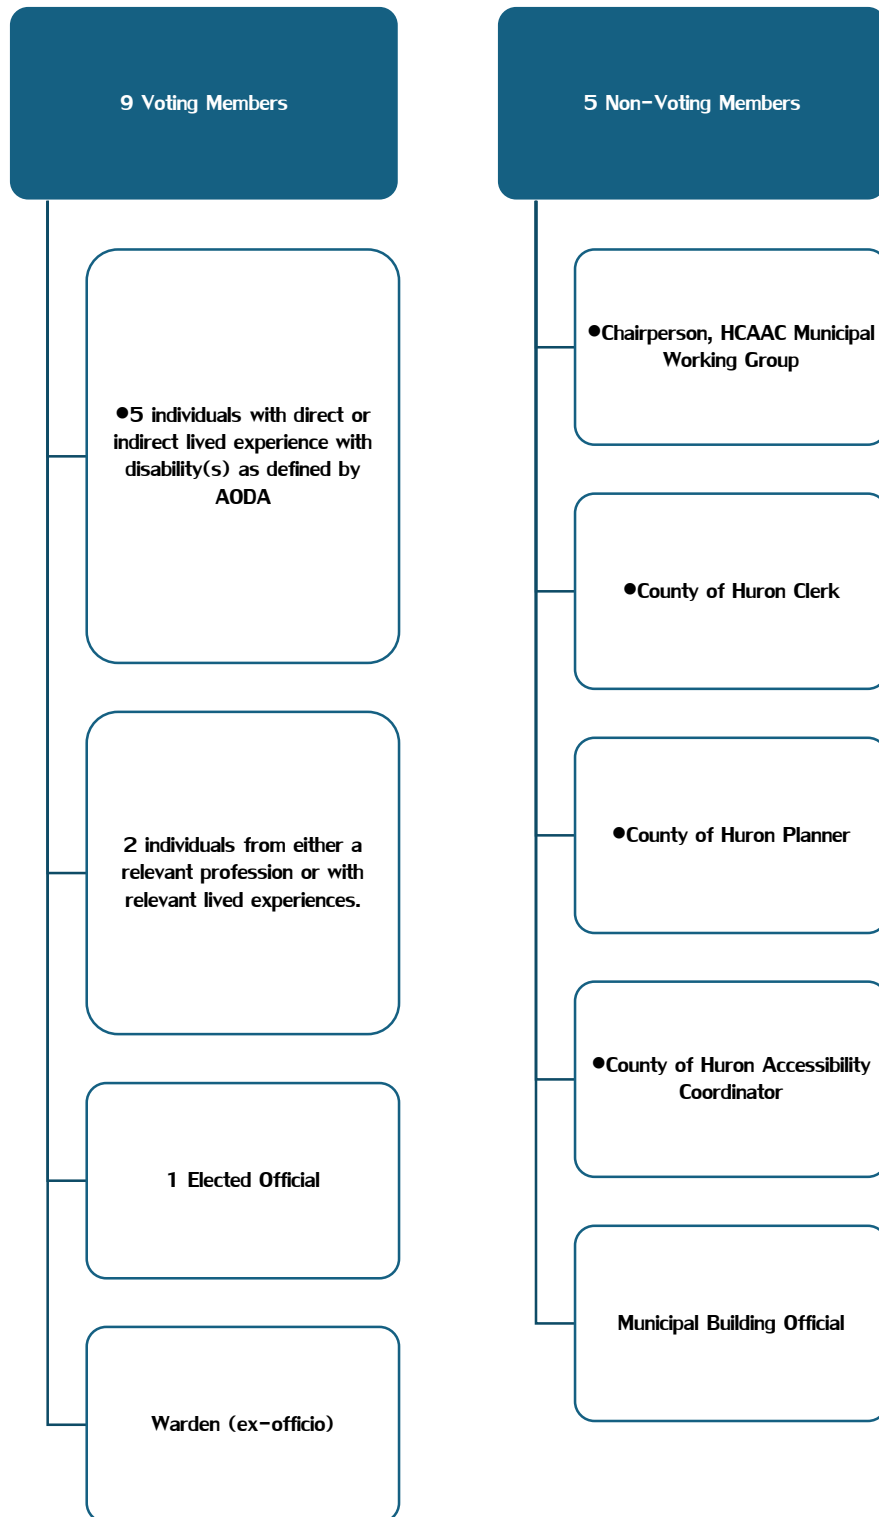 9 Voting Members
●5 individuals with direct or
indirect lived experience with
disability(s) as defined by
AODA
2 individuals from either a
relevant profession or with
relevant lived experiences.
1 Elected Official
Warden (ex-officio)
5 Non-Voting Members
●Chairperson, HCAAC Municipal
Working Group
●County of Huron Clerk
●County of Huron Planner
●County of Huron Accessibility
Coordinator
Municipal Building Official